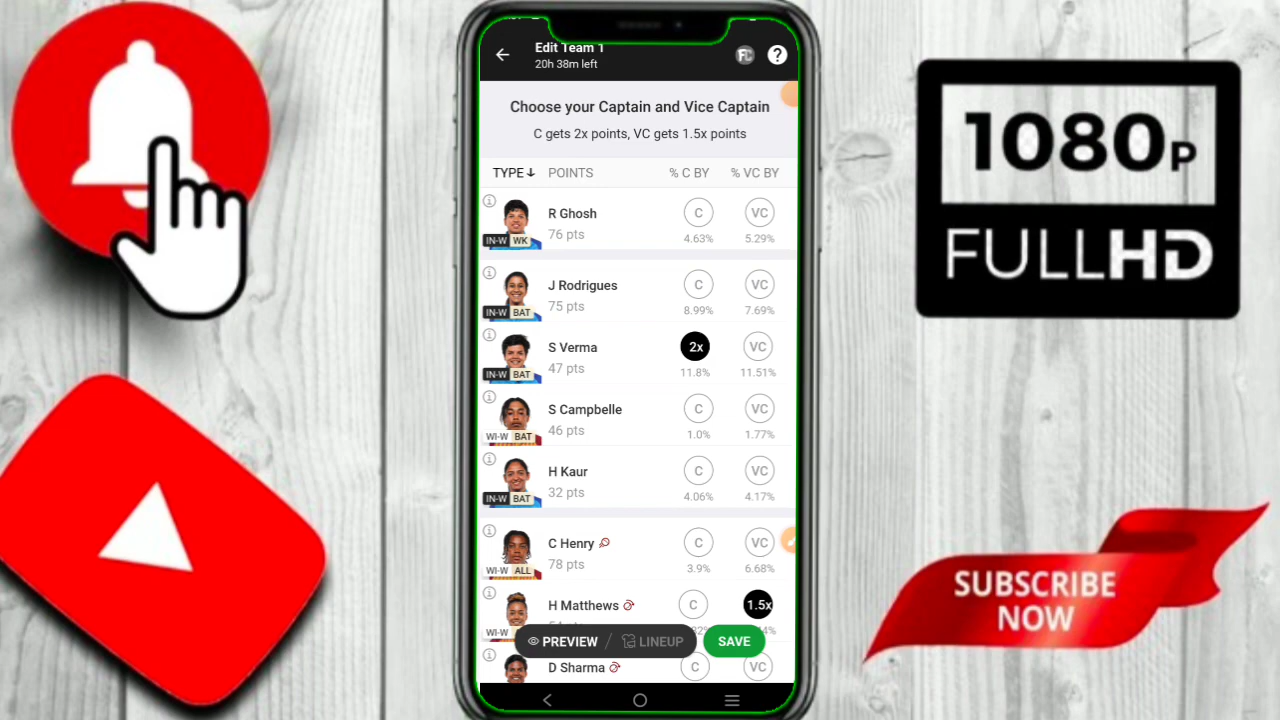 Edit Team 1
20h 38m left
FC
?
Choose your Captain and Vice Captain
C gets 2x points, VC gets 1.5x points
TYPE POINTS % C BY % VC BY
R Ghosh C VC
76 pts
IN-W WK 4.63% 5.29%
J Rodrigues C VC
75 pts
IN-W BAT 8.99% 7.69%
S Verma 2x VC
47 pts
IN-W BAT 11.8% 11.51%
S Campbelle C VC
46 pts
WI-W BAT 1.0% 1.77%
H Kaur C VC
32 pts
IN-W BAT 4.06% 4.17%
C Henry C VC
78 pts
WI-W ALL 3.9% 6.68%
H Matthews C 1.5x
WI-W
PREVIEW / LINEUP SAVE
D Sharma C VC
1080P
FULLHD
SUBSCRIBE
NOW